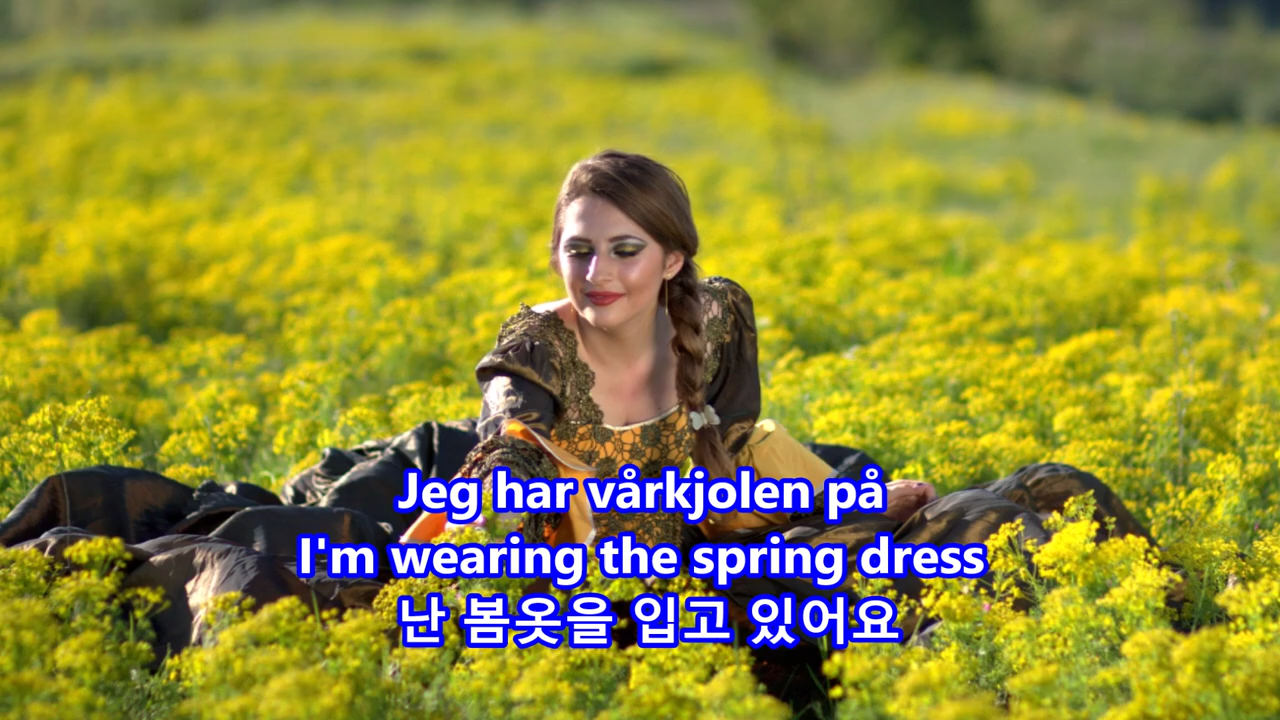 Jeg har vårkjolen på
I'm wearing the spring dress
난 봄옷을 입고 있어요